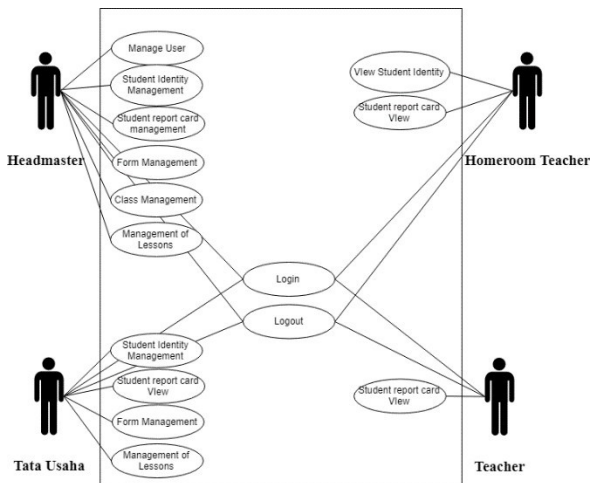 Manage User
Student Identity
Management
Student report card
management
Form Management
Class Management
Management of
Lessons
Headmaster
VIew Student Identity
Student report card
VIew
Homeroom Teacher
Login
Logout
Student Identity
Management
Student report card
VIew
Form Management
Management of
Lessons
Tata Usaha
Student report card
VIew
Teacher